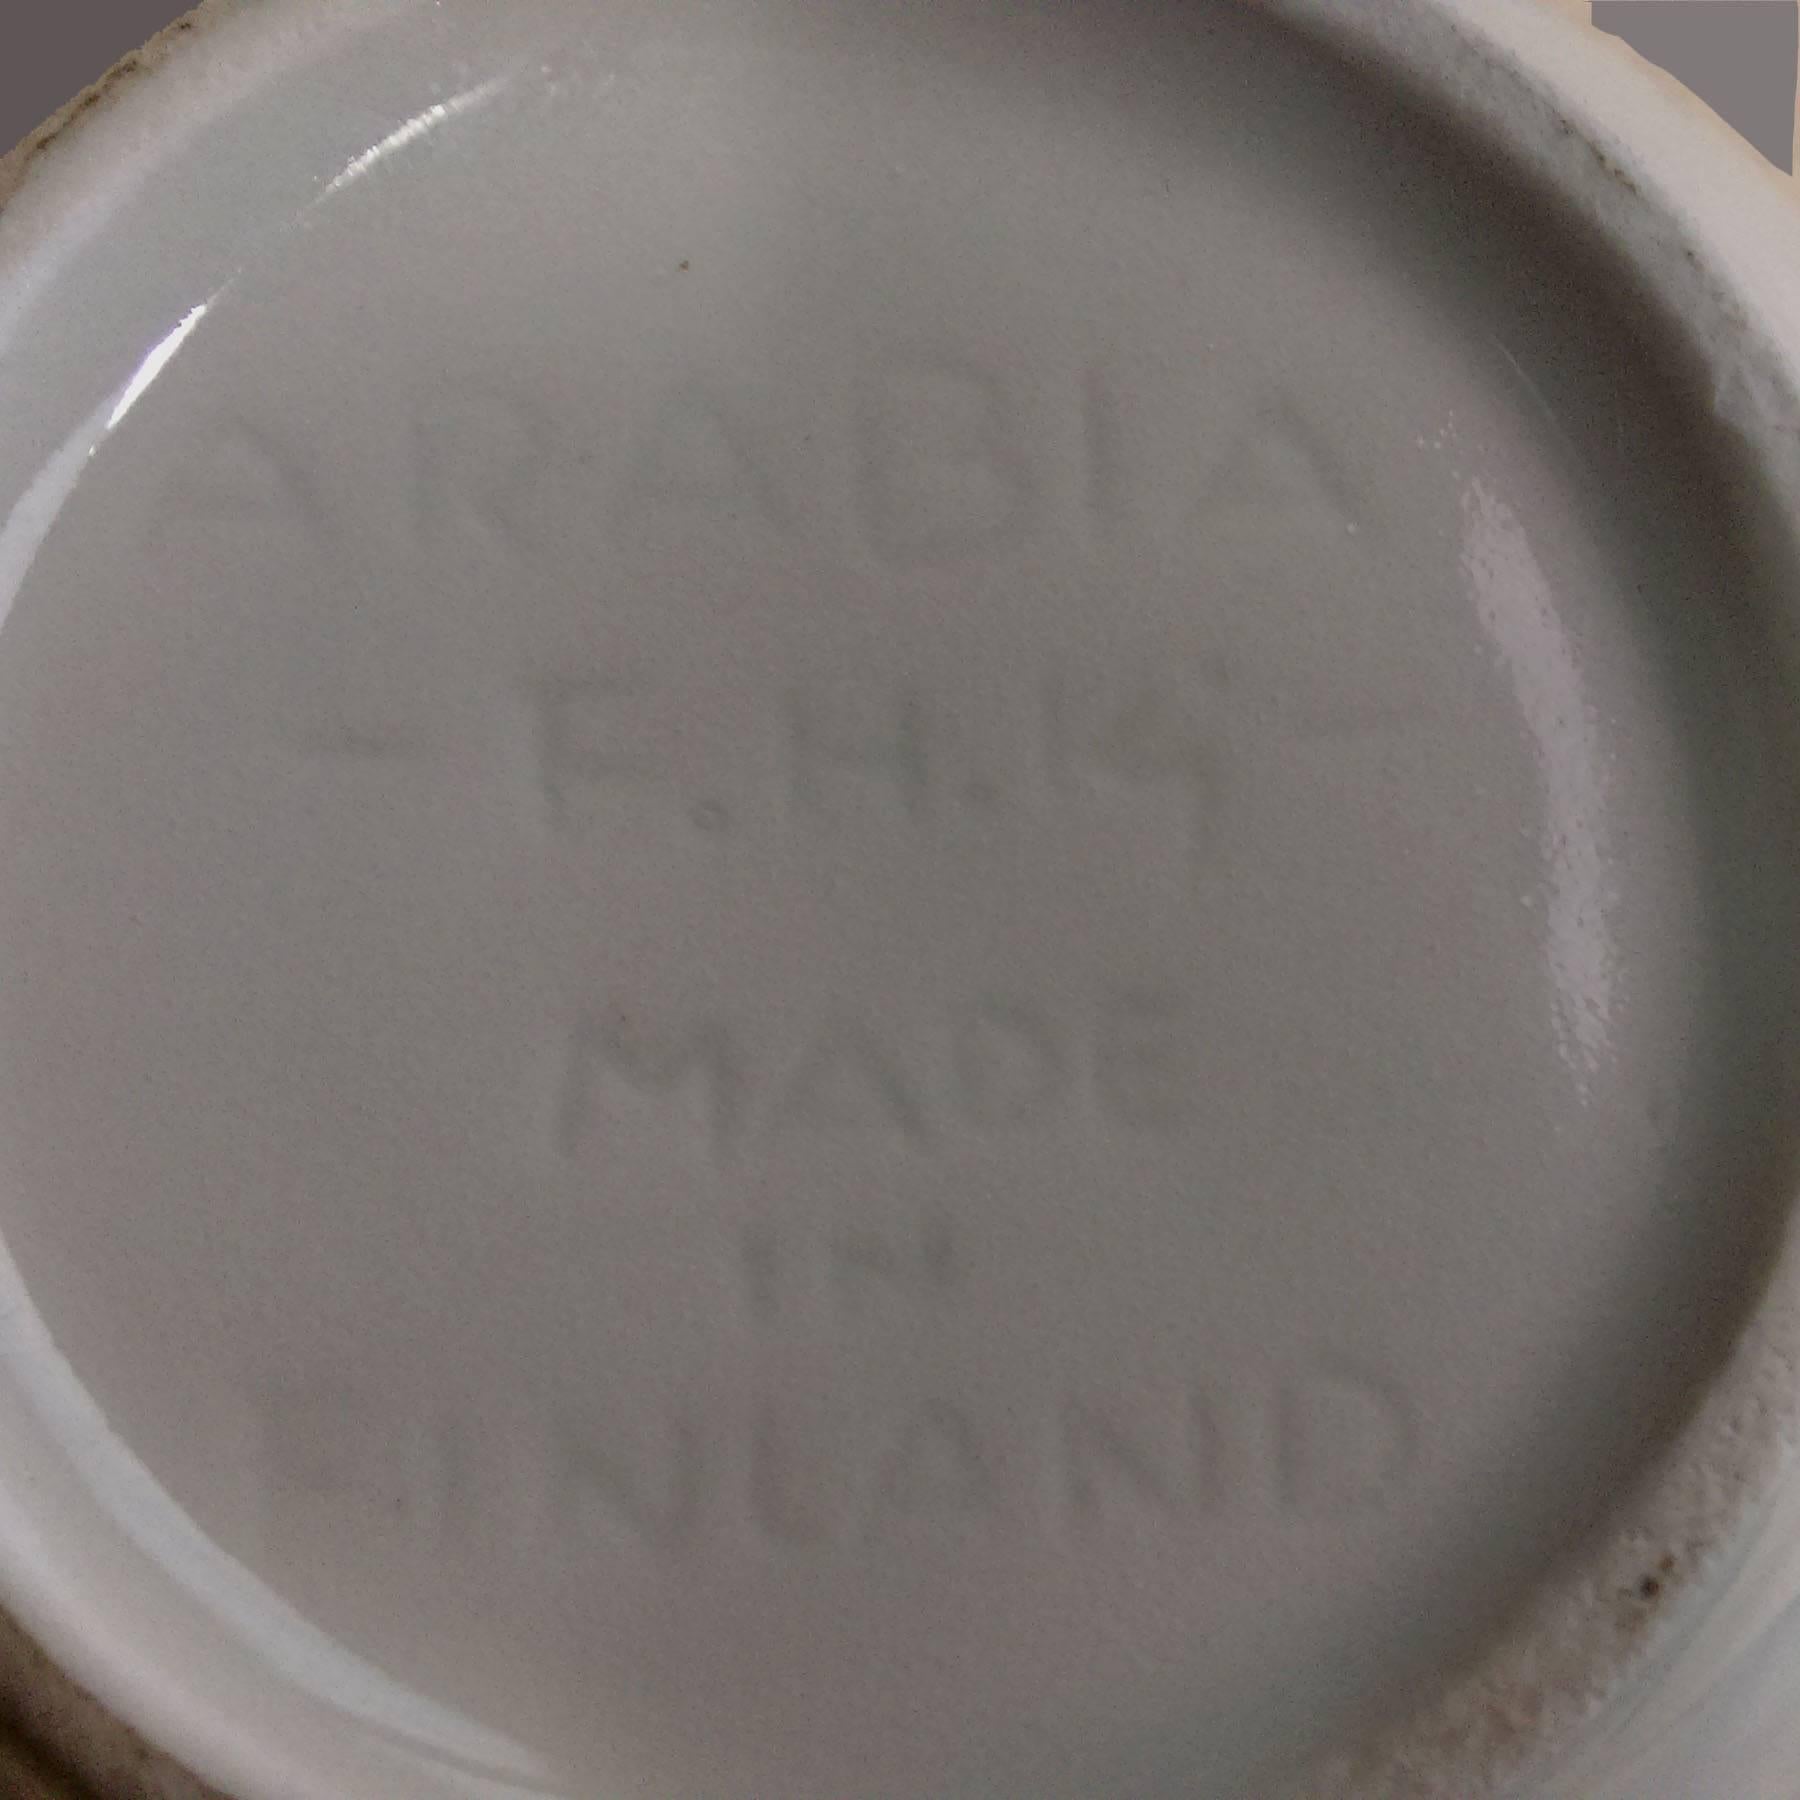 ARABIA
- F.H.K -
MADE
IN
FINLAND